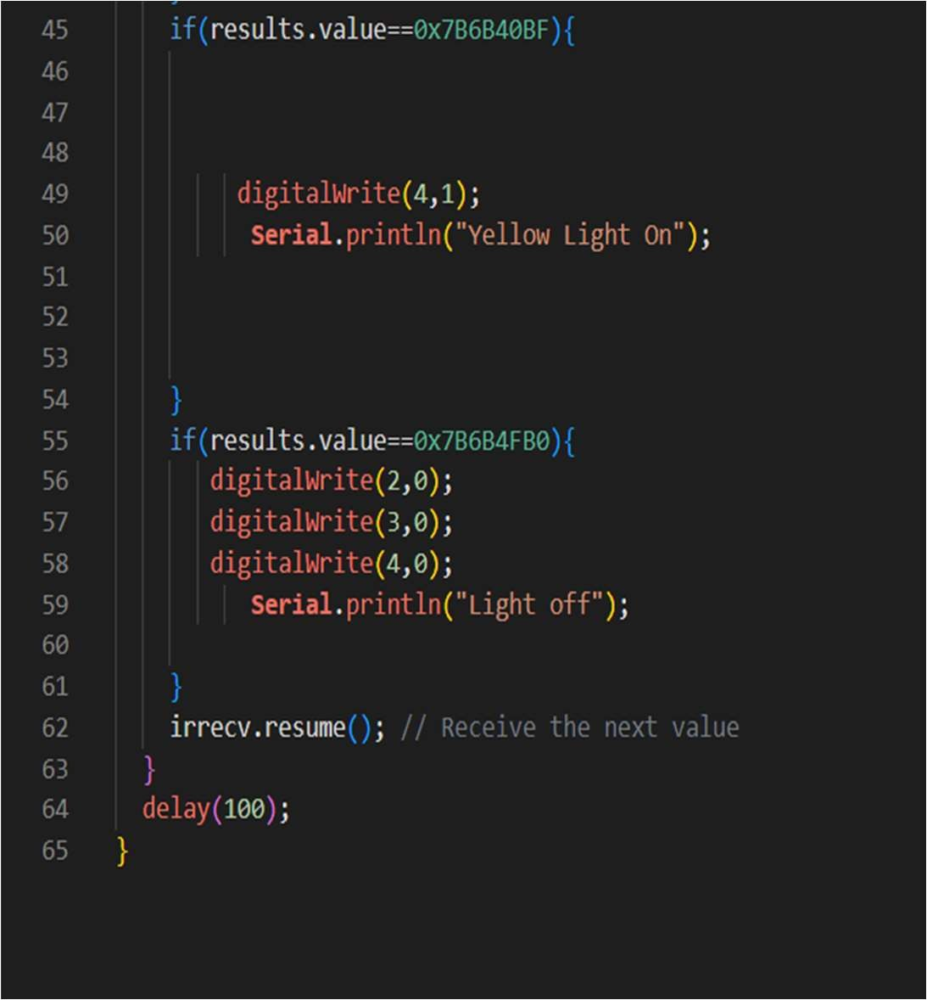 45 if(results.value==0x7B6B40BF){
46
47
48
49 digitalWrite(4,1);
50 Serial.println("Yellow Light On");
51
52
53
54 }
55 if(results.value==0x7B6B4FB0){
56 digitalWrite(2,0);
57 digitalWrite(3,0);
58 digitalWrite(4,0);
59 Serial.println("Light off");
60
61 }
62 irrecv.resume(); // Receive the next value
63 }
64 delay(100);
65 }